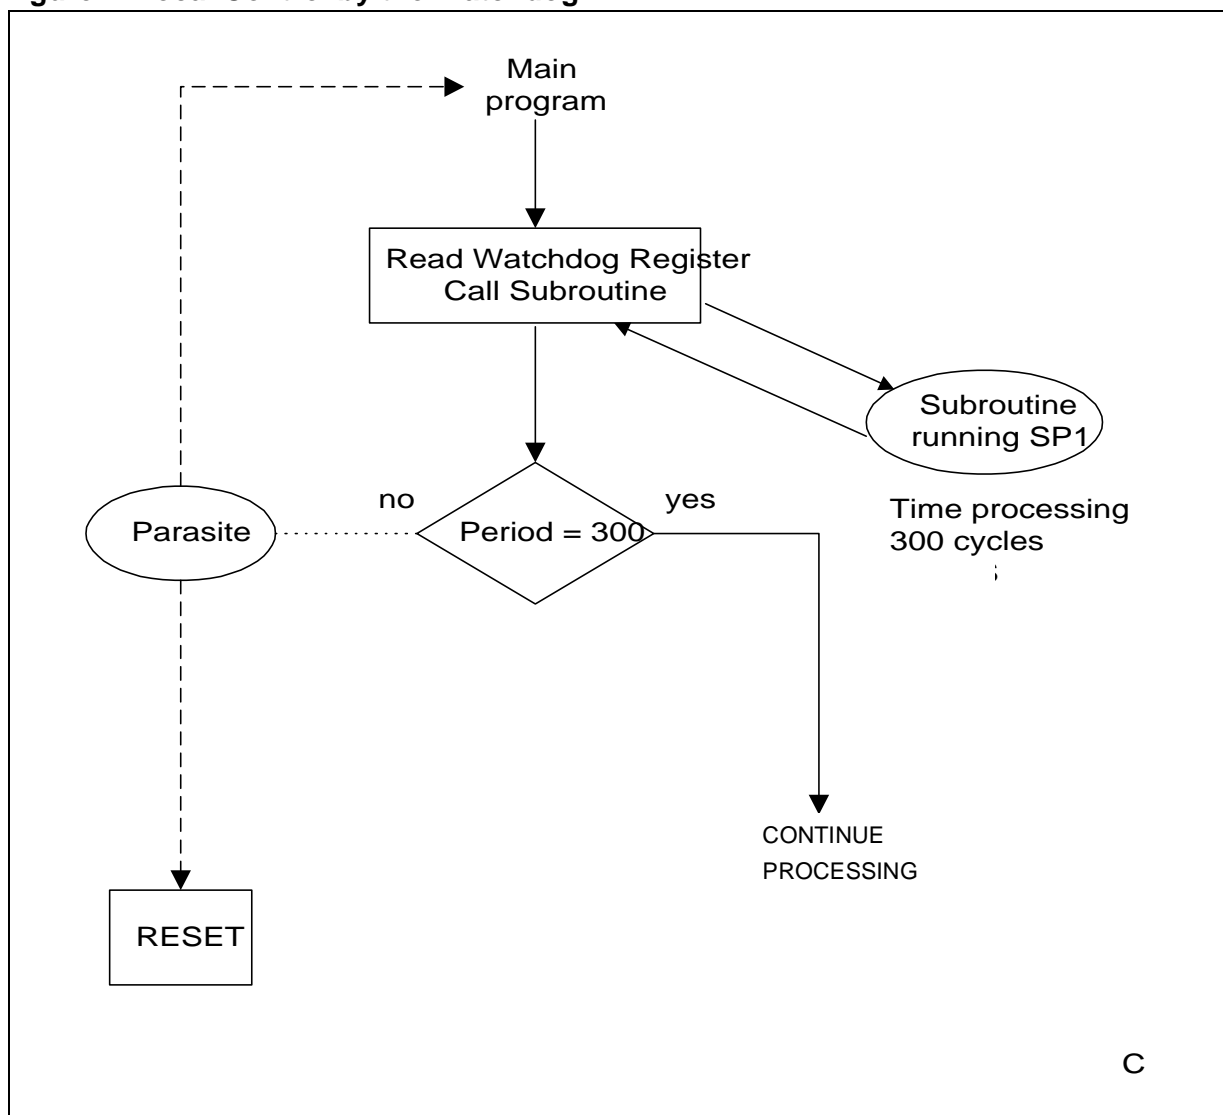 Main
program
Read Watchdog Register
Call Subroutine
Subroutine
running SP1
no
yes
Parasite
Period = 300
Time processing
300 cycles
CONTINUE
PROCESSING
RESET
C